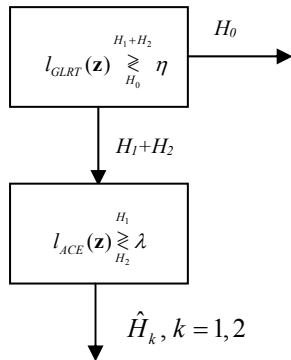 H₁+H₂
l_GLRT(𝐳) ≷ η
H₀
H₀
H₁+H₂
H₁
l_ACE(𝐳) ≷ λ
H₂
Ĥ_k, k = 1,2